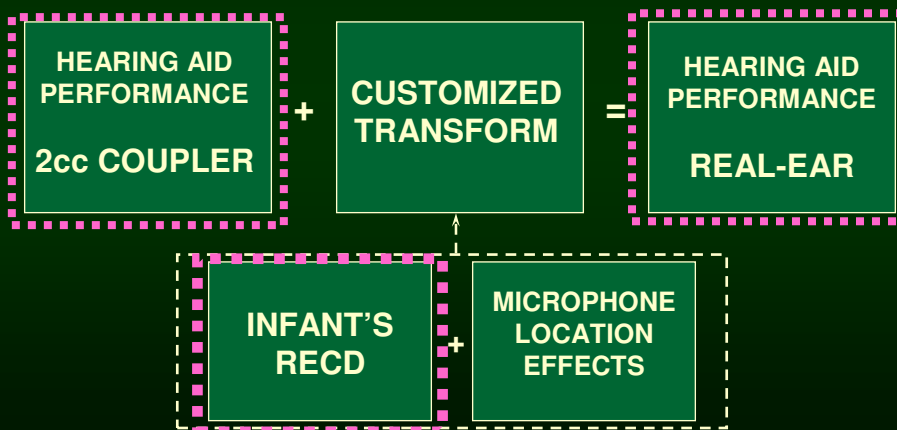 HEARING AID
PERFORMANCE
2cc COUPLER
+
CUSTOMIZED
TRANSFORM
=
HEARING AID
PERFORMANCE
REAL-EAR
INFANT'S
RECD
+
MICROPHONE
LOCATION
EFFECTS